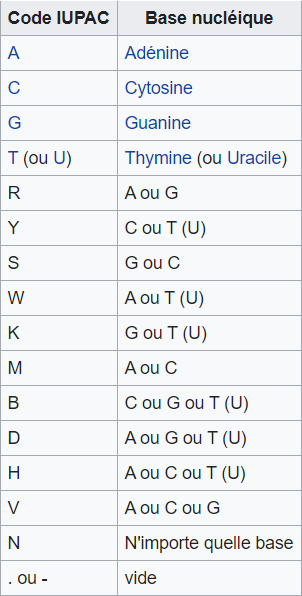 Code IUPAC Base nucléique
A Adénine
C Cytosine
G Guanine
T (ou U) Thymine (ou Uracile)
R A ou G
Y C ou T (U)
S G ou C
W A ou T (U)
K G ou T (U)
M A ou C
B C ou G ou T (U)
D A ou G ou T (U)
H A ou C ou T (U)
V A ou C ou G
N N'importe quelle base
. ou - vide